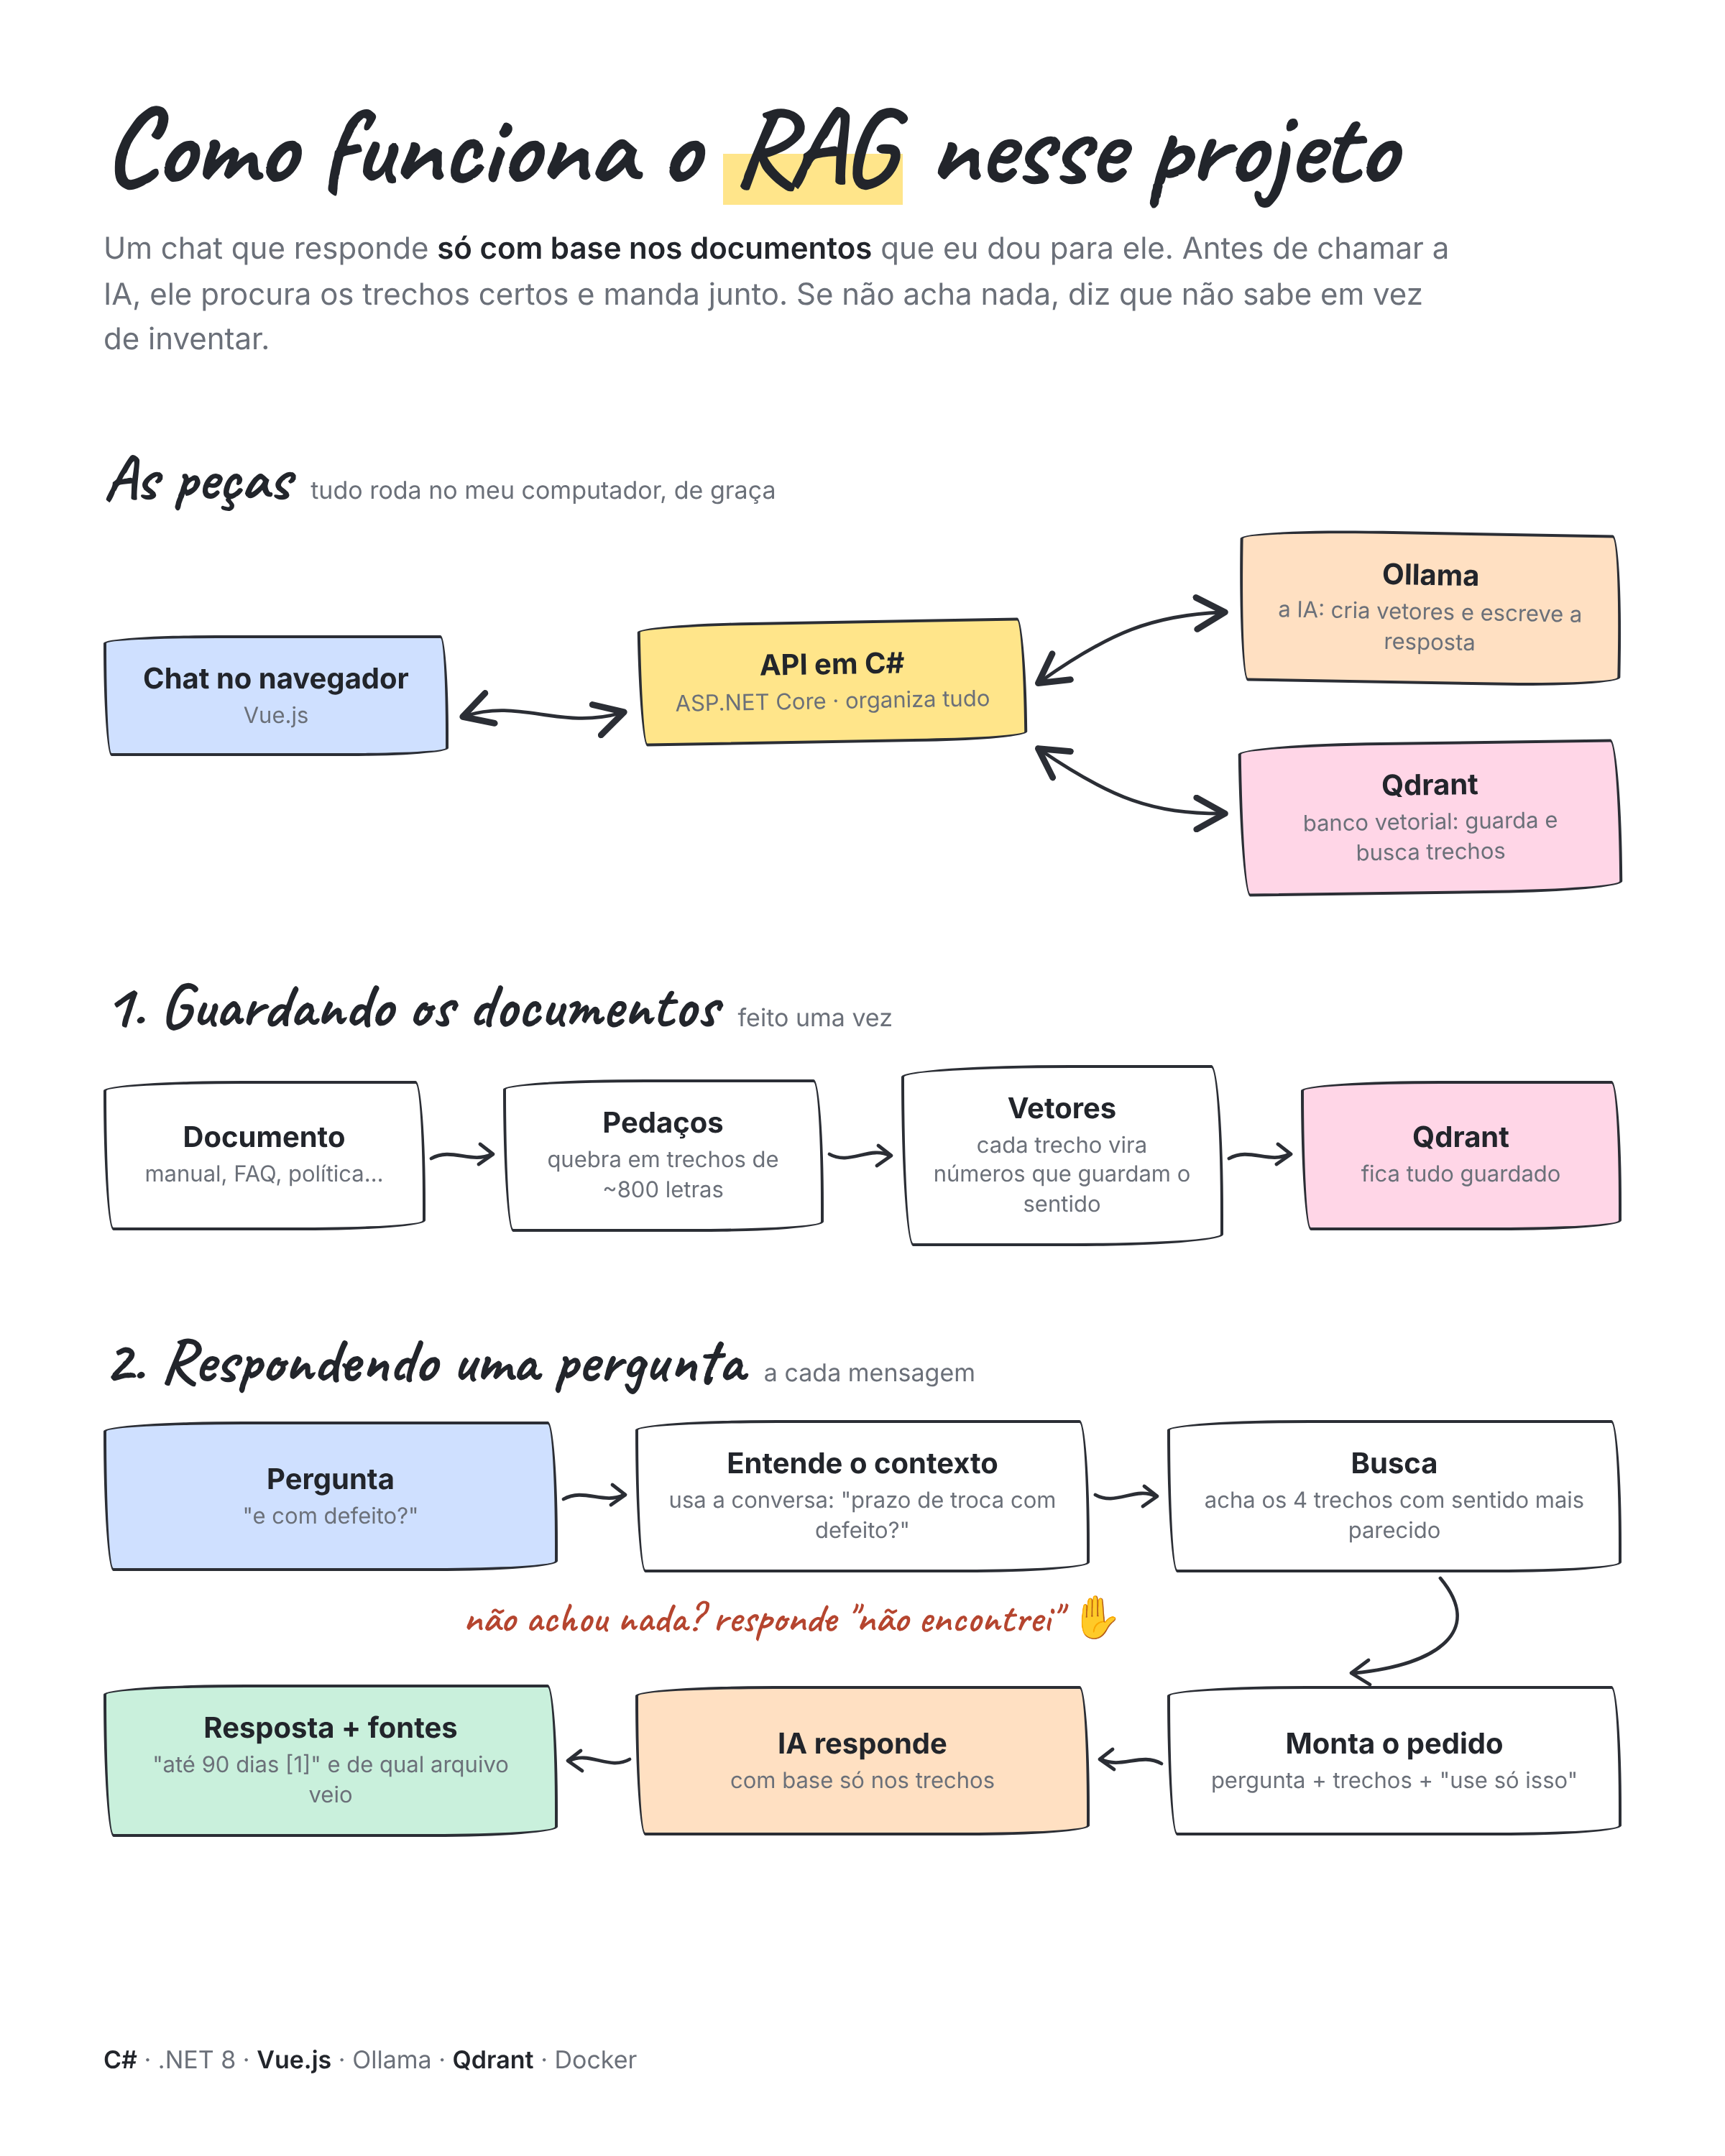 Como funciona o RAG nesse projeto
Um chat que responde só com base nos documentos que eu dou para ele. Antes de chamar a
IA, ele procura os trechos certos e manda junto. Se não acha nada, diz que não sabe em vez
de inventar.
As peças tudo roda no meu computador, de graça
Chat no navegador
Vue.js
API em C#
ASP.NET Core · organiza tudo
Ollama
a IA: cria vetores e escreve a
resposta
Qdrant
banco vetorial: guarda e
busca trechos
1. Guardando os documentos feito uma vez
Documento
manual, FAQ, política...
Pedaços
quebra em trechos de
~800 letras
Vetores
cada trecho vira
números que guardam o
sentido
Qdrant
fica tudo guardado
2. Respondendo uma pergunta a cada mensagem
Pergunta
"e com defeito?"
Entende o contexto
usa a conversa: "prazo de troca com
defeito?"
Busca
acha os 4 trechos com sentido mais
parecido
não achou nada? responde "não encontrei" ✋
Resposta + fontes
"até 90 dias [1]" e de qual arquivo
veio
IA responde
com base só nos trechos
Monta o pedido
pergunta + trechos + "use só isso"
C# · .NET 8 · Vue.js · Ollama · Qdrant · Docker